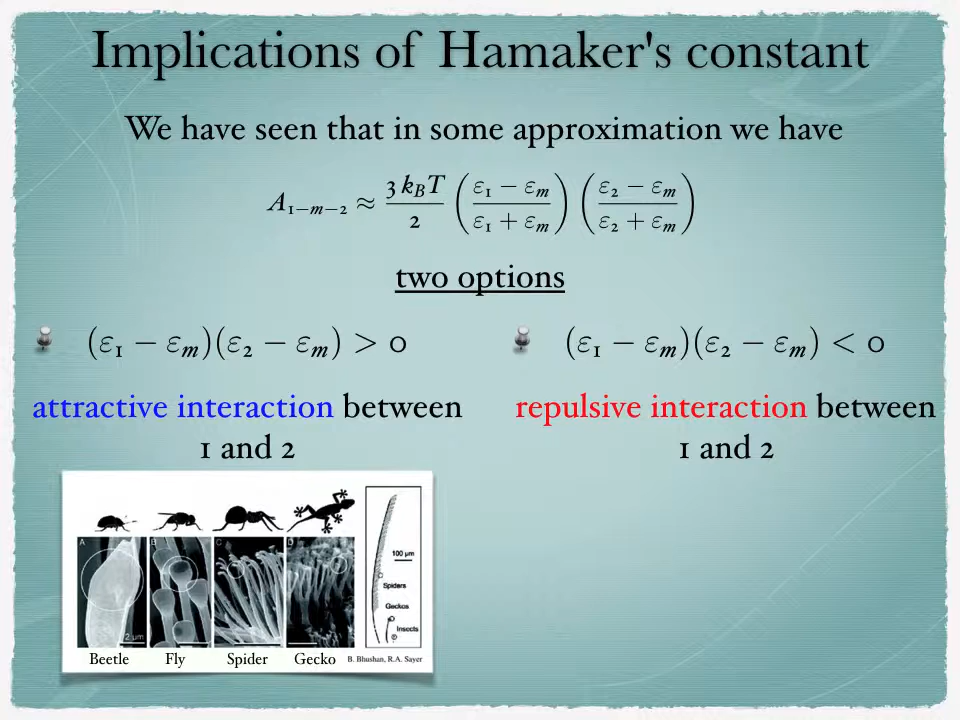 Implications of Hamaker's constant
We have seen that in some approximation we have
A₁₋ₘ₋₂ ≈ 3 k_B T / 2 ( (ε₁ − εₘ) / (ε₁ + εₘ) ) ( (ε₂ − εₘ) / (ε₂ + εₘ) )
two options
(ε₁ − εₘ)(ε₂ − εₘ) > 0
attractive interaction between
1 and 2
(ε₁ − εₘ)(ε₂ − εₘ) < 0
repulsive interaction between
1 and 2
A B C D
2 μm
100 μm
Spiders
Geckos
Insects
Beetle Fly Spider Gecko B. Bhushan, R.A. Sayer